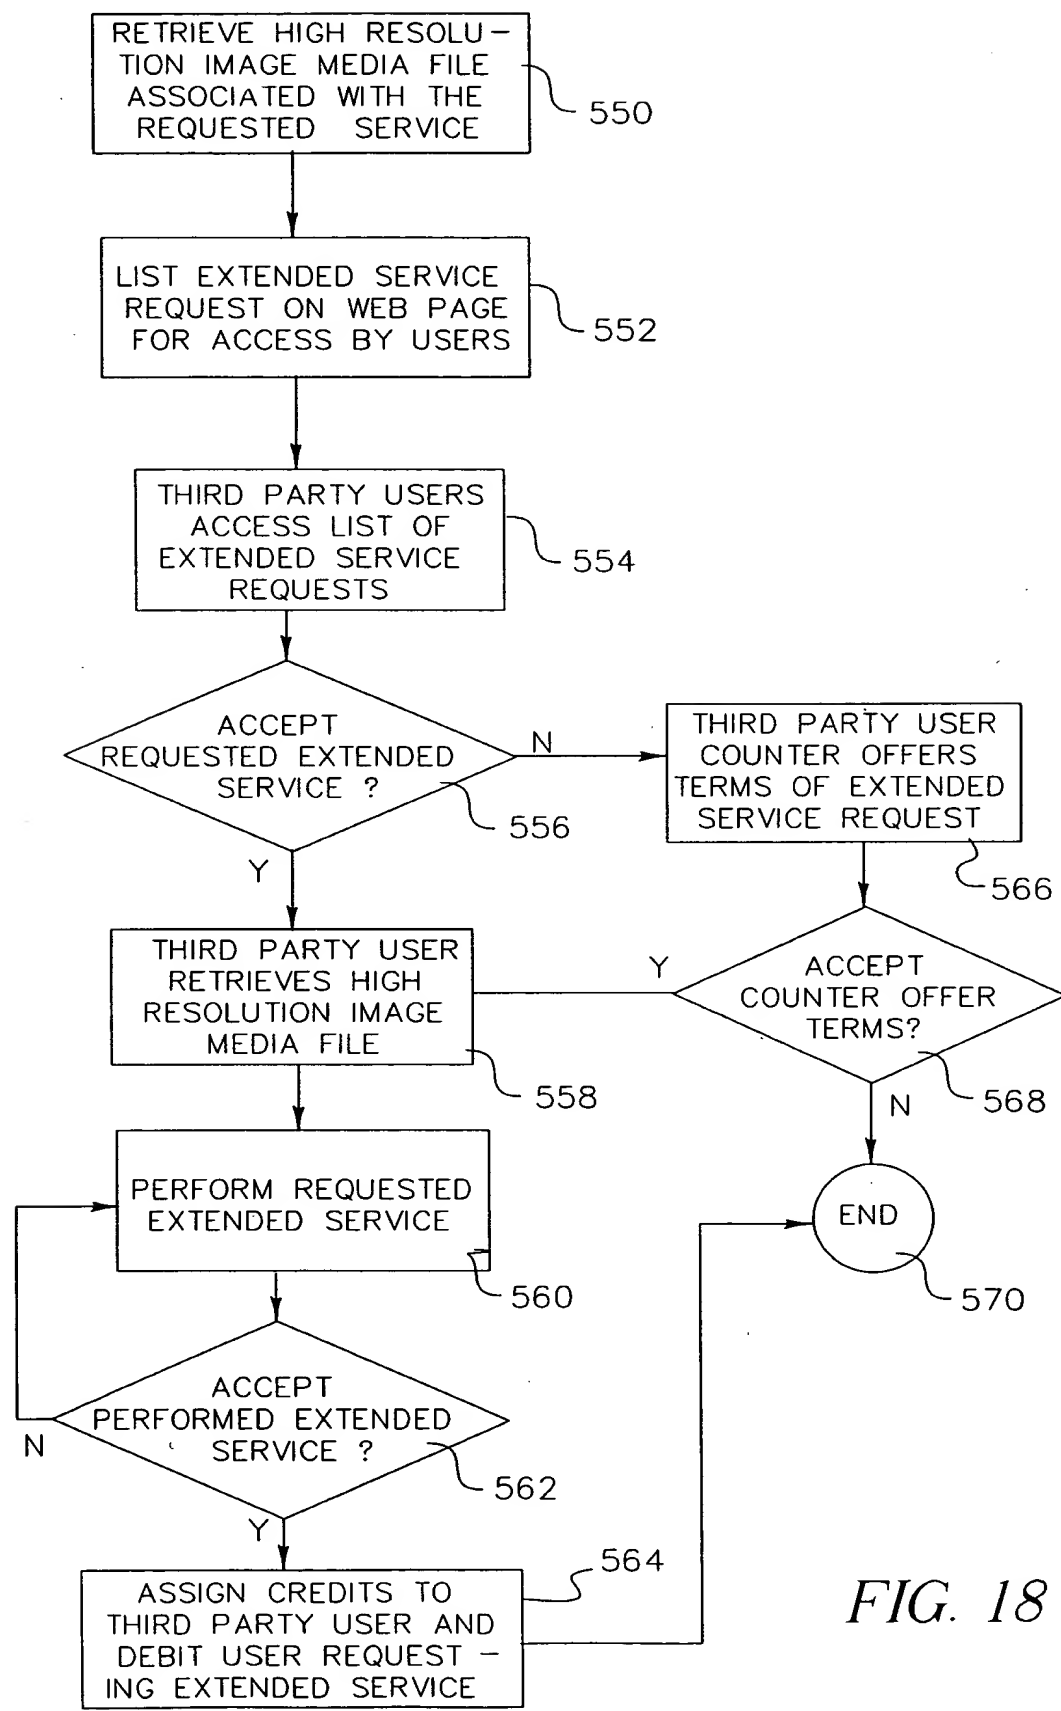 RETRIEVE HIGH RESOLU-
TION IMAGE MEDIA FILE
ASSOCIATED WITH THE
REQUESTED SERVICE
550
LIST EXTENDED SERVICE
REQUEST ON WEB PAGE
FOR ACCESS BY USERS
552
THIRD PARTY USERS
ACCESS LIST OF
EXTENDED SERVICE
REQUESTS
554
ACCEPT
REQUESTED EXTENDED
SERVICE ?
556
N
Y
THIRD PARTY USER
COUNTER OFFERS
TERMS OF EXTENDED
SERVICE REQUEST
566
THIRD PARTY USER
RETRIEVES HIGH
RESOLUTION IMAGE
MEDIA FILE
558
Y
ACCEPT
COUNTER OFFER
TERMS?
568
N
PERFORM REQUESTED
EXTENDED SERVICE
560
END
570
ACCEPT
PERFORMED EXTENDED
SERVICE ?
562
N
Y
ASSIGN CREDITS TO
THIRD PARTY USER AND
DEBIT USER REQUEST -
ING EXTENDED SERVICE
564
FIG. 18